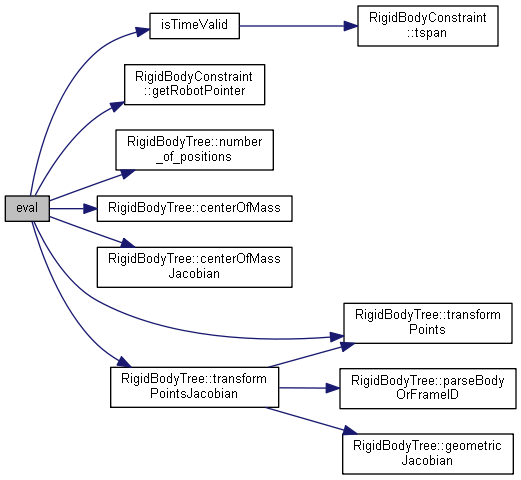 isTimeValid
RigidBodyConstraint
::tspan
RigidBodyConstraint
::getRobotPointer
RigidBodyTree::number
_of_positions
eval
RigidBodyTree::centerOfMass
RigidBodyTree::centerOfMass
Jacobian
RigidBodyTree::transform
Points
RigidBodyTree::transform
PointsJacobian
RigidBodyTree::parseBody
OrFrameID
RigidBodyTree::geometric
Jacobian